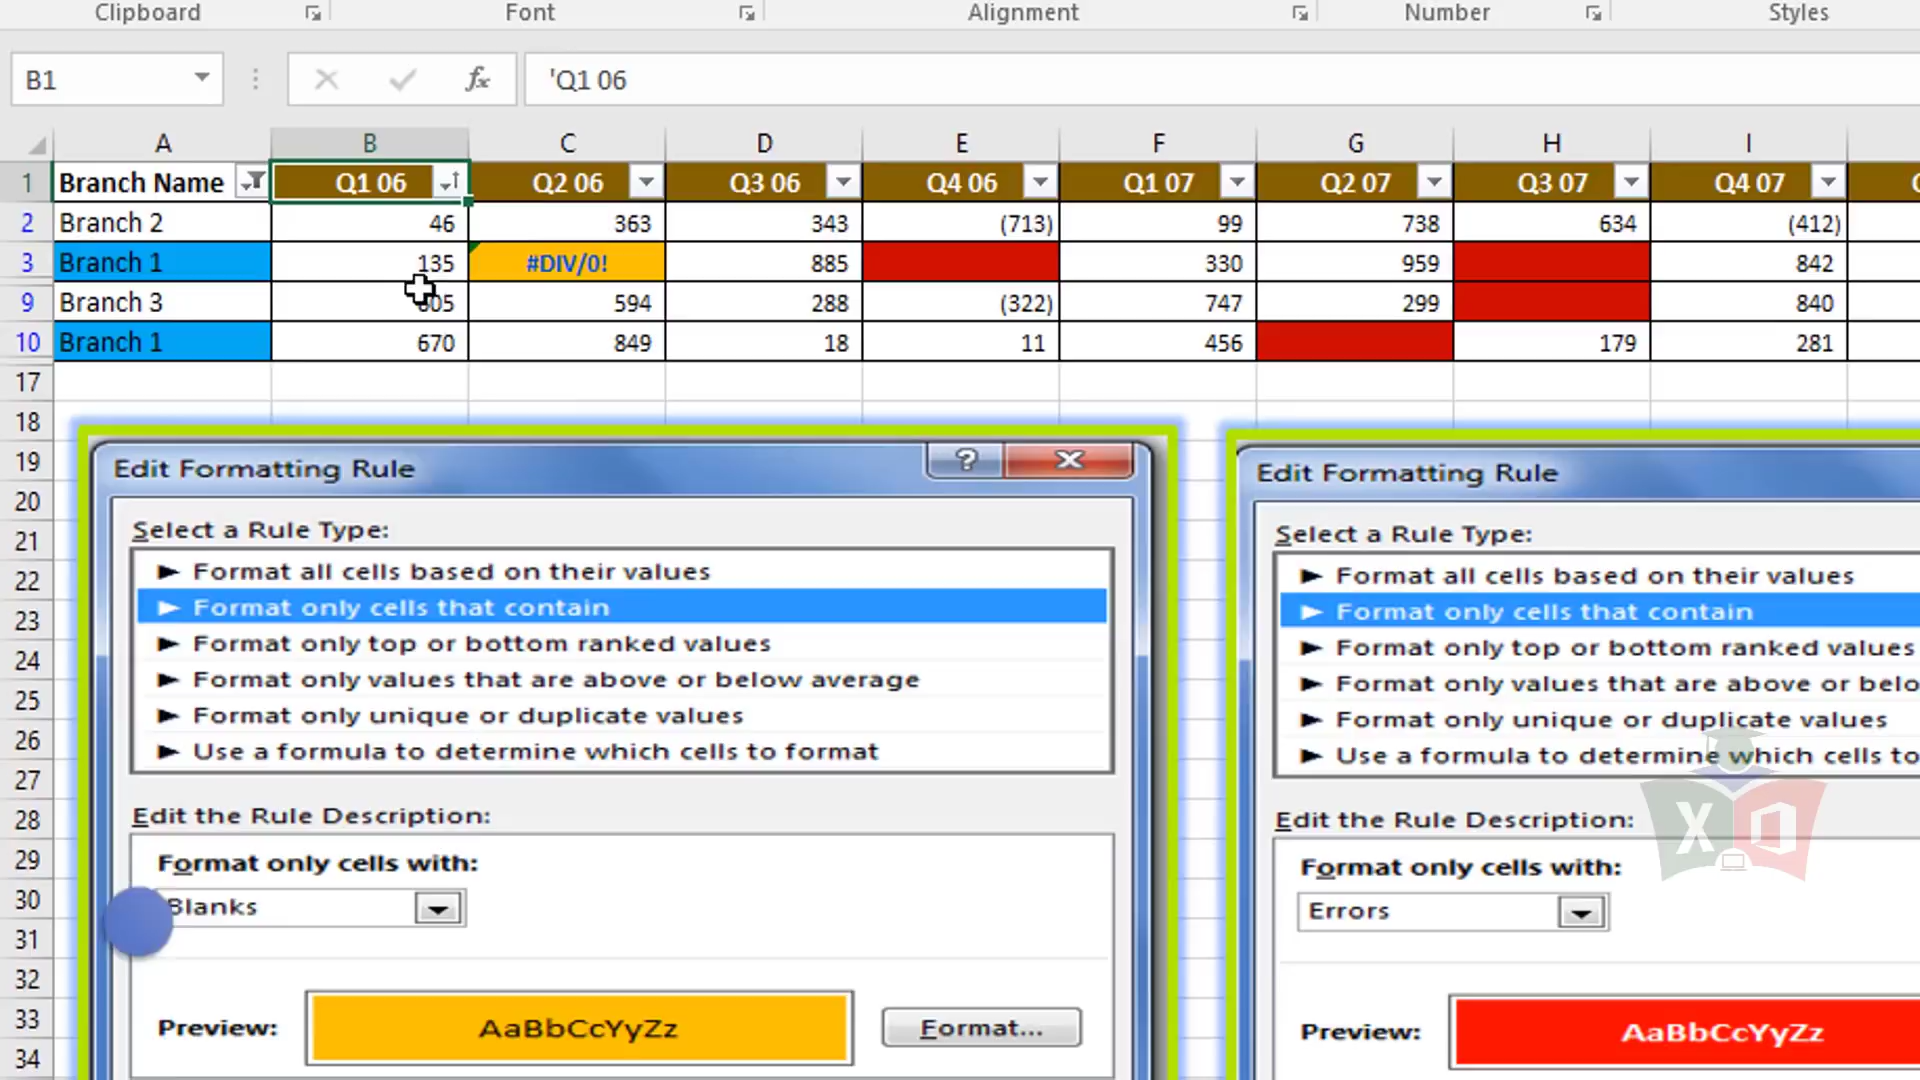 Clipboard Font Alignment Number Styles
B1 fx 'Q1 06
A B C D E F G H I
1 Branch Name Q1 06 Q2 06 Q3 06 Q4 06 Q1 07 Q2 07 Q3 07 Q4 07
2 Branch 2 46 363 343 (713) 99 738 634 (412)
3 Branch 1 135 #DIV/0! 885 330 959 842
9 Branch 3 594 288 (322) 747 299 840
10 Branch 1 670 849 18 11 456 179 281
17
18
19
20
21
22
23
24
25
26
27
28
29
30
31
32
33
34
Edit Formatting Rule ?
Select a Rule Type:
► Format all cells based on their values
► Format only cells that contain
► Format only top or bottom ranked values
► Format only values that are above or below average
► Format only unique or duplicate values
► Use a formula to determine which cells to format
Edit the Rule Description:
Format only cells with:
Blanks
Preview: AaBbCcYyZz Format...
Edit Formatting Rule
Select a Rule Type:
► Format all cells based on their values
► Format only cells that contain
► Format only top or bottom ranked values
► Format only values that are above or belo
► Format only unique or duplicate values
► Use a formula to determine which cells to
Edit the Rule Description:
Format only cells with:
Errors
Preview: AaBbCcYyZz
X